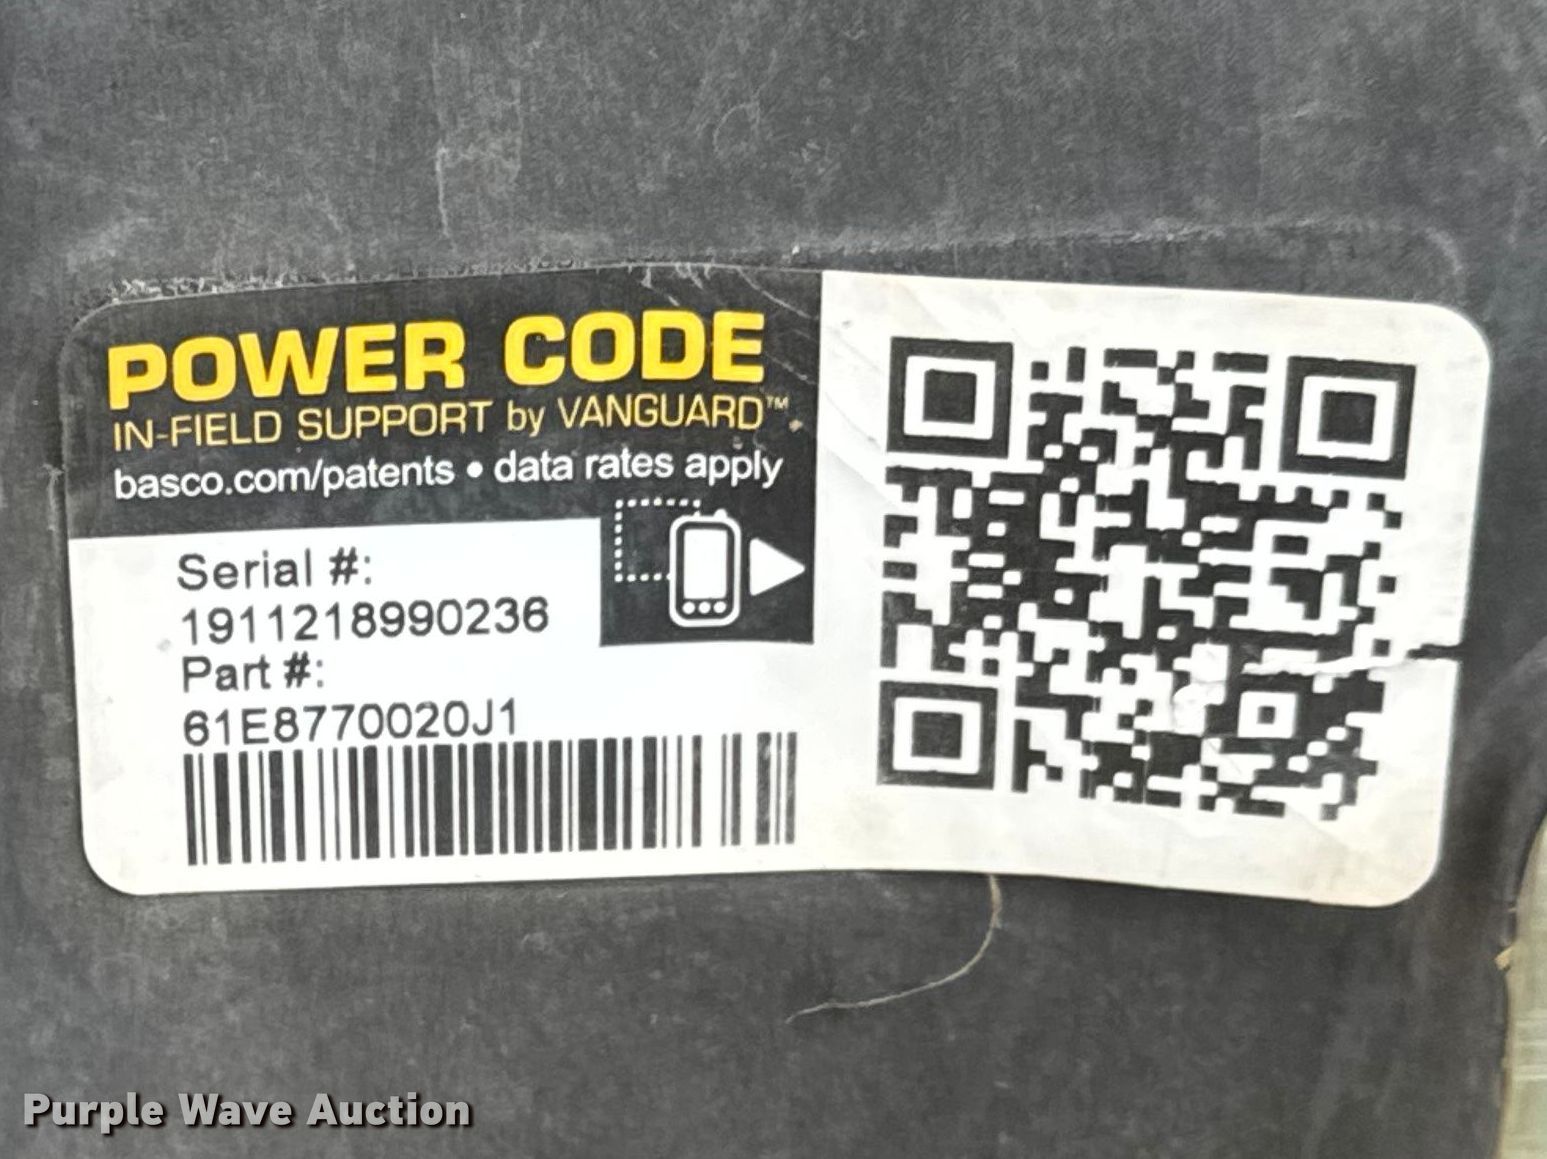 POWER CODE
IN-FIELD SUPPORT by VANGUARD™
basco.com/patents • data rates apply
Serial #:
1911218990236
Part #:
61E8770020J1
Purple Wave Auction